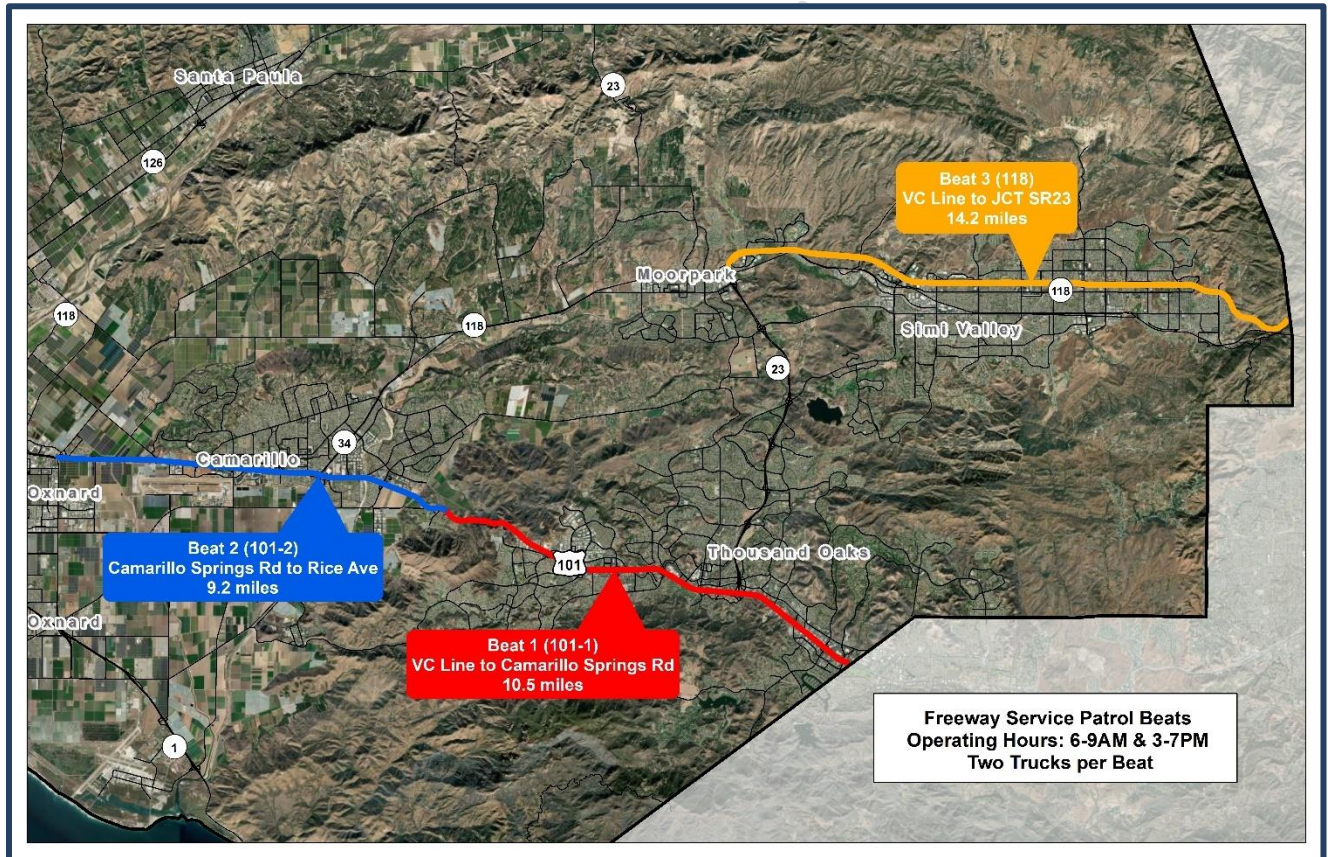 Santa Paula
23
126
Beat 3 (118)
VC Line to JCT SR23
14.2 miles
Moorpark
118
118
118
Simi Valley
23
34
Camarillo
Oxnard
Beat 2 (101-2)
Camarillo Springs Rd to Rice Ave
9.2 miles
101
Thousand Oaks
Oxnard
Beat 1 (101-1)
VC Line to Camarillo Springs Rd
10.5 miles
Freeway Service Patrol Beats
Operating Hours: 6-9AM & 3-7PM
Two Trucks per Beat
1